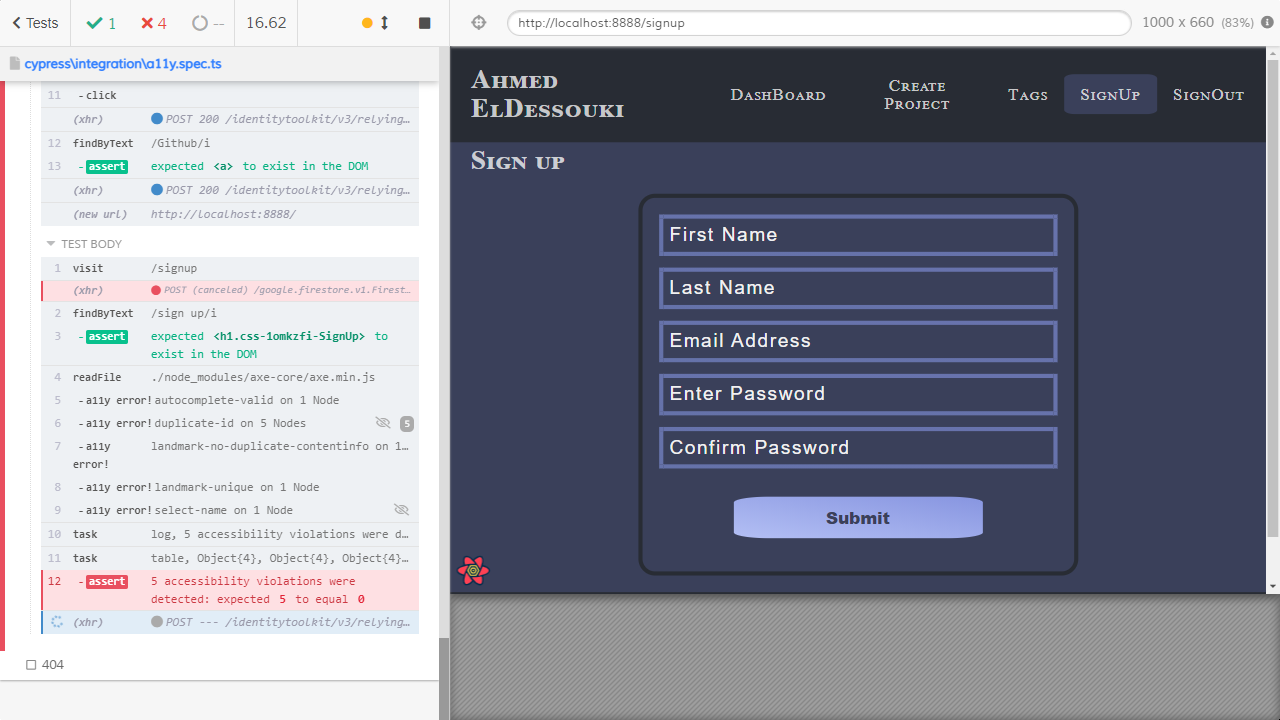 Tests
1
4
--
16.62
http://localhost:8888/signup
1000 x 660 (83%)
cypress\integration\a11y.spec.ts
11 -click
(xhr) POST 200 /identitytoolkit/v3/relying…
12 findByText /Github/i
13 -assert expected <a> to exist in the DOM
(xhr) POST 200 /identitytoolkit/v3/relying…
(new url) http://localhost:8888/
TEST BODY
1 visit /signup
(xhr) POST (canceled) /google.firestore.v1.Firest…
2 findByText /sign up/i
3 -assert expected <h1.css-1omkzfi-SignUp> to
exist in the DOM
4 readFile ./node_modules/axe-core/axe.min.js
5 -a11y error! autocomplete-valid on 1 Node
6 -a11y error! duplicate-id on 5 Nodes 5
7 -a11y landmark-no-duplicate-contentinfo on 1…
error!
8 -a11y error! landmark-unique on 1 Node
9 -a11y error! select-name on 1 Node
10 task log, 5 accessibility violations were d…
11 task table, Object{4}, Object{4}, Object{4}…
12 -assert 5 accessibility violations were
detected: expected 5 to equal 0
(xhr) POST --- /identitytoolkit/v3/relying…
404
Ahmed
ElDessouki
DashBoard
Create
Project
Tags
SignUp
SignOut
Sign up
First Name
Last Name
Email Address
Enter Password
Confirm Password
Submit